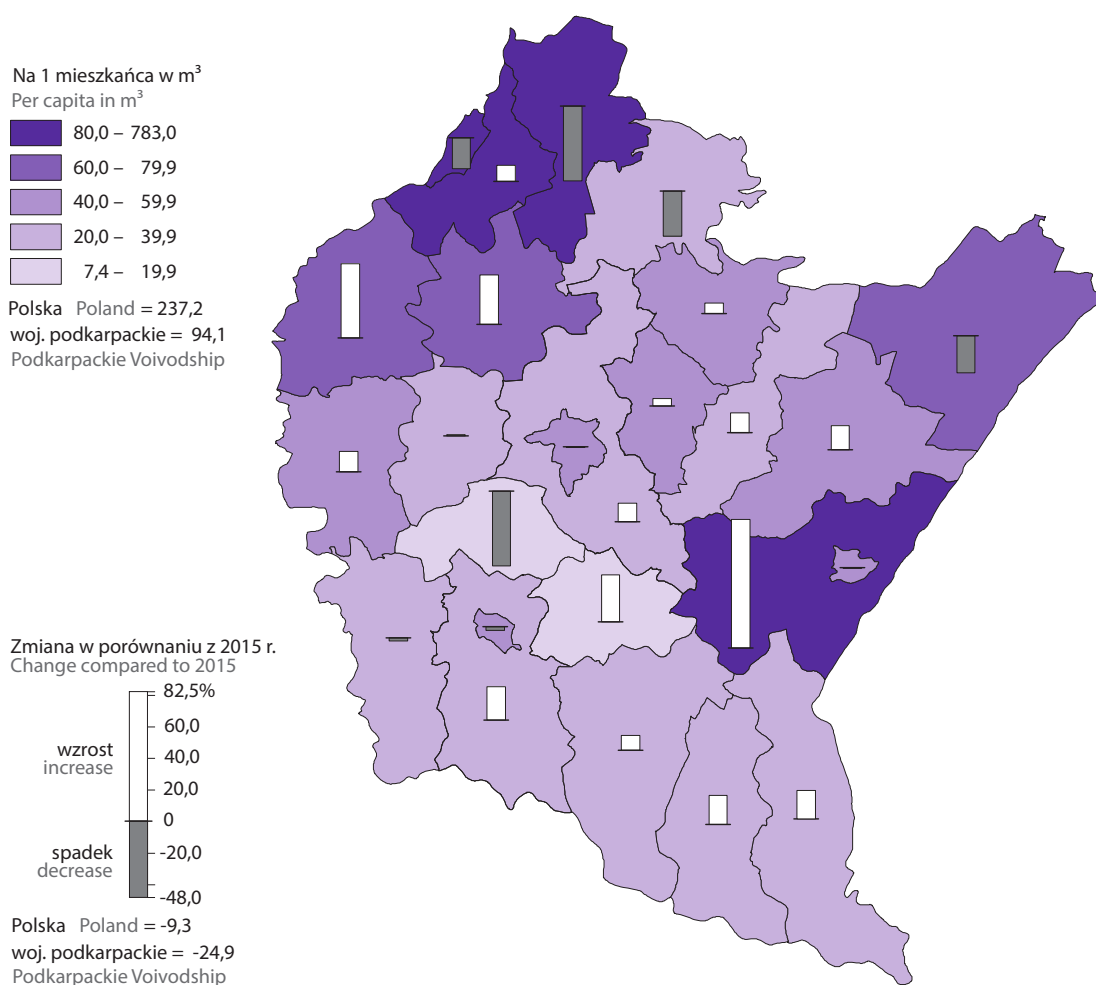 Na 1 mieszkańca w m³
Per capita in m³
80,0 – 783,0
60,0 – 79,9
40,0 – 59,9
20,0 – 39,9
7,4 – 19,9
Polska Poland = 237,2
woj. podkarpackie = 94,1
Podkarpackie Voivodship
Zmiana w porównaniu z 2015 r.
Change compared to 2015
82,5%
60,0
wzrost
increase
40,0
20,0
0
spadek
decrease
-20,0
-48,0
Polska Poland = -9,3
woj. podkarpackie = -24,9
Podkarpackie Voivodship